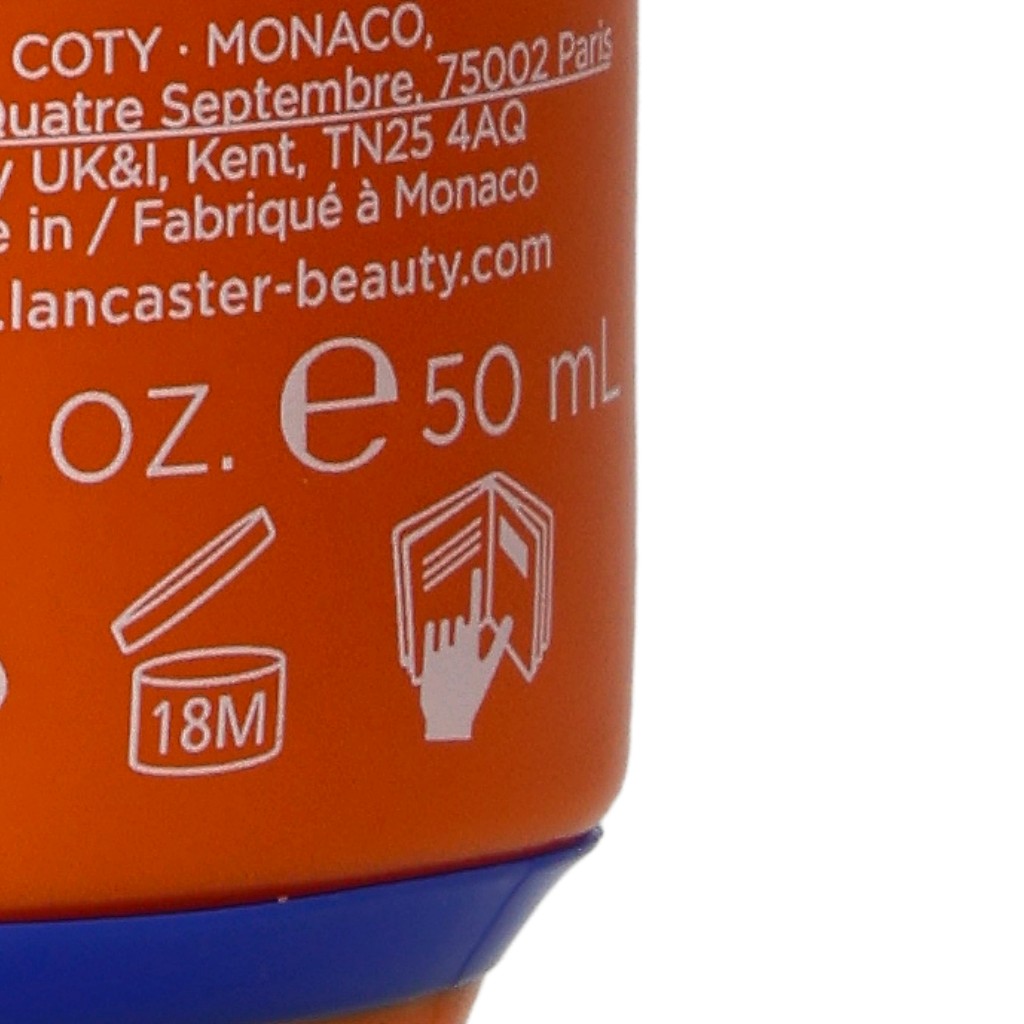 COTY · MONACO,
Quatre Septembre, 75002 Paris
UK&I, Kent, TN25 4AQ
in / Fabriqué à Monaco
.lancaster-beauty.com
OZ. e 50 mL
18M